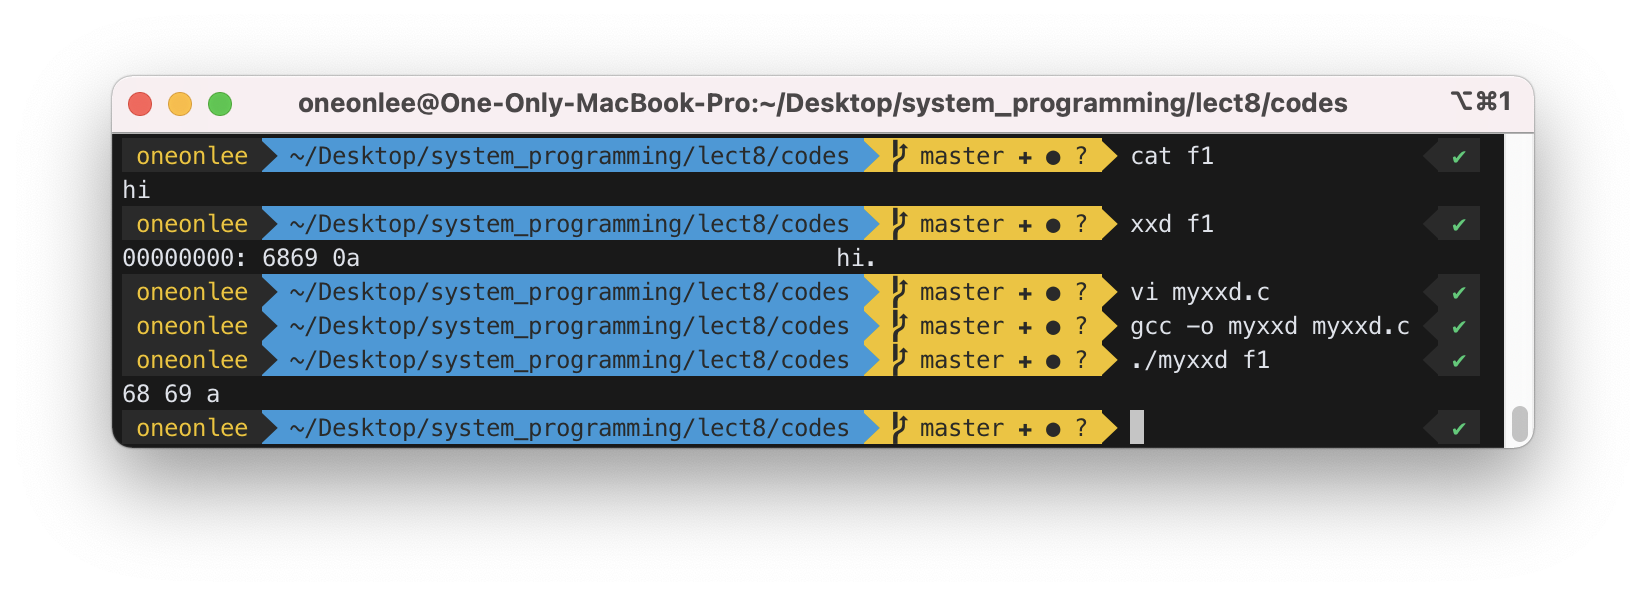 oneonlee@One-Only-MacBook-Pro:~/Desktop/system_programming/lect8/codes ⌥⌘1
oneonlee ~/Desktop/system_programming/lect8/codes master + ● ? cat f1 ✔
hi
oneonlee ~/Desktop/system_programming/lect8/codes master + ● ? xxd f1 ✔
00000000: 6869 0a hi.
oneonlee ~/Desktop/system_programming/lect8/codes master + ● ? vi myxxd.c ✔
oneonlee ~/Desktop/system_programming/lect8/codes master + ● ? gcc -o myxxd myxxd.c ✔
oneonlee ~/Desktop/system_programming/lect8/codes master + ● ? ./myxxd f1 ✔
68 69 a
oneonlee ~/Desktop/system_programming/lect8/codes master + ● ? ✔